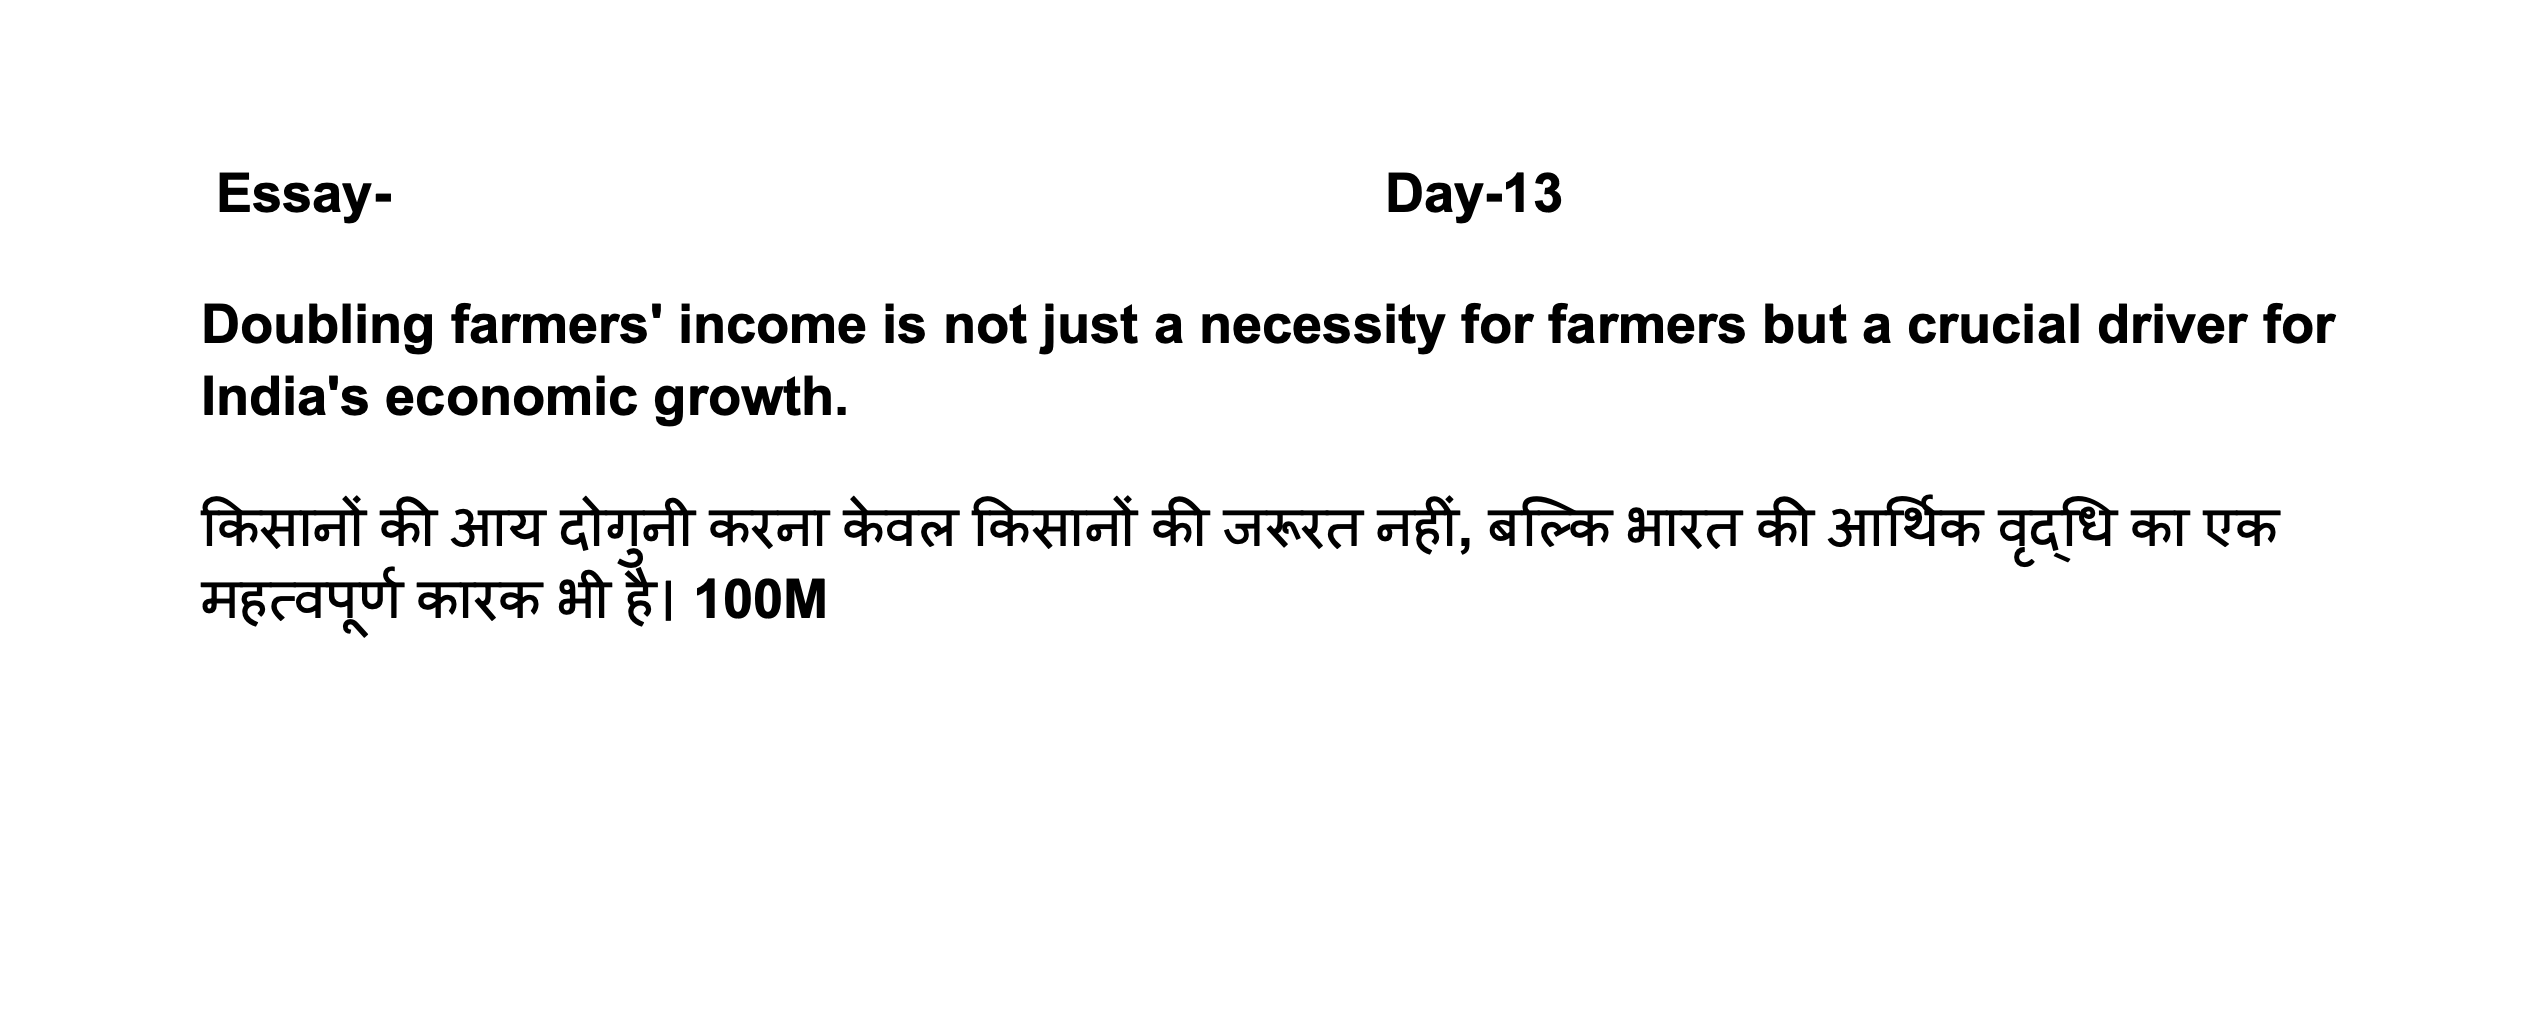 Essay- Day-13
Doubling farmers' income is not just a necessity for farmers but a crucial driver for
India's economic growth.
किसानों की आय दोगुनी करना केवल किसानों की जरूरत नहीं, बल्कि भारत की आर्थिक वृद्धि का एक
महत्वपूर्ण कारक भी है। 100M